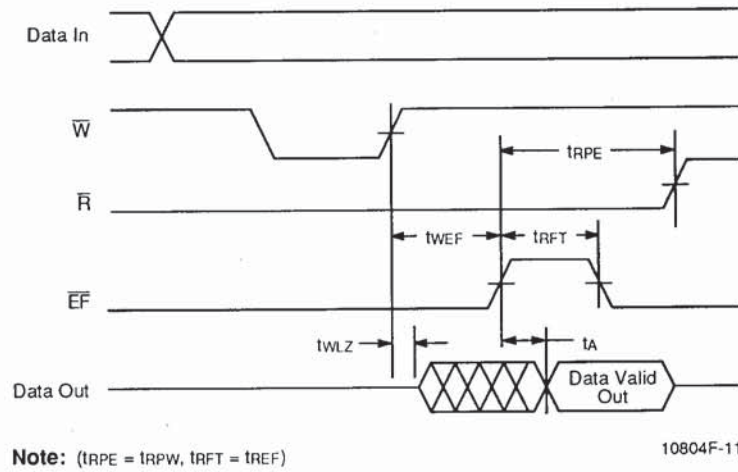 Data In
W
tRPE
R
tWEF
tRFT
EF
tWLZ
tA
Data Out
Data Valid
Out
Note: (tRPE = tRPW, tRFT = tREF)
10804F-11